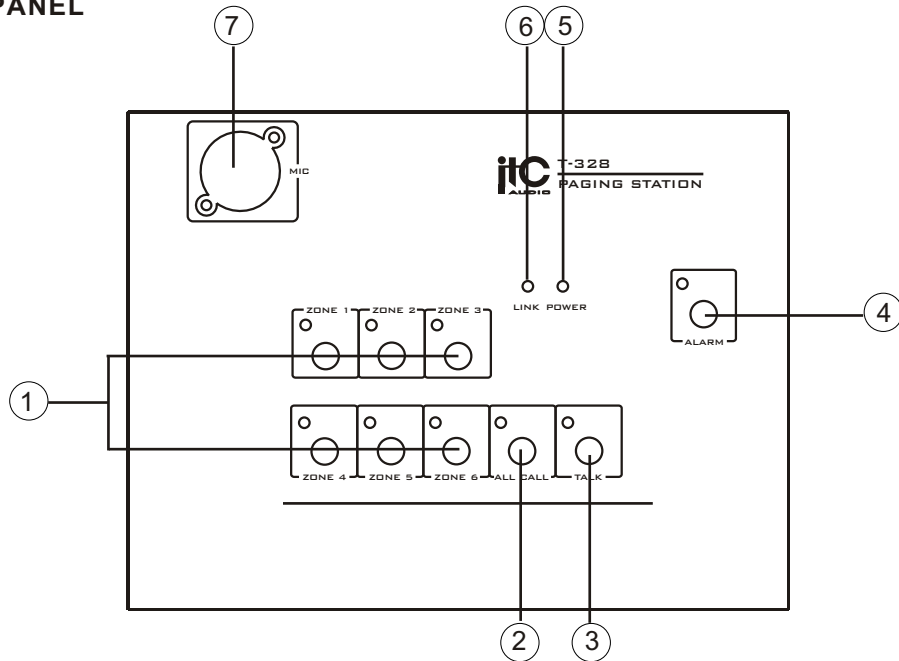 PANEL
7 6 5
MIC
itC AUDIO
T-328
PAGING STATION
LINK POWER
ZONE 1 ZONE 2 ZONE 3
ALARM
4
1
ZONE 4 ZONE 5 ZONE 6 ALL CALL TALK
2 3